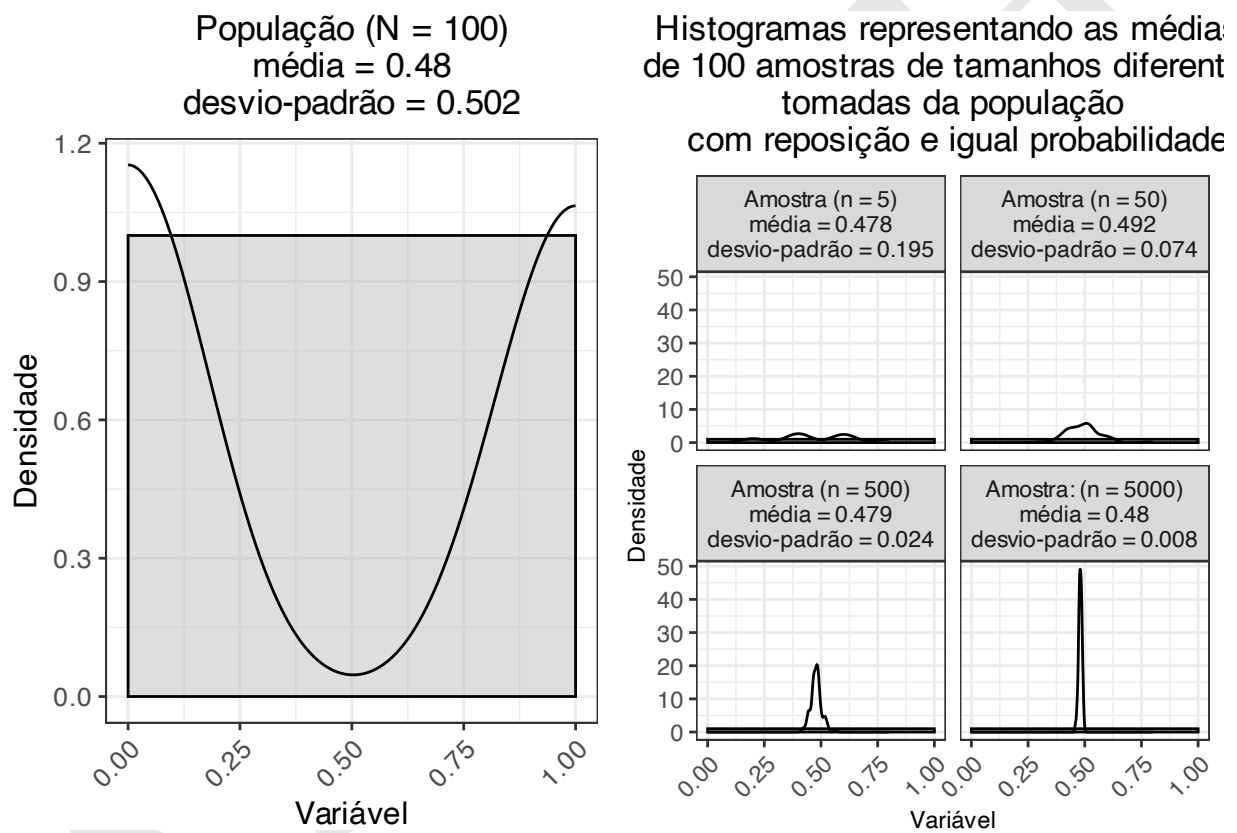 População (N = 100)
média = 0.48
desvio-padrão = 0.502
1.2
0.9
0.6
0.3
0.0
Densidade
0.00
0.25
0.50
0.75
1.00
Variável
Histogramas representando as médias
de 100 amostras de tamanhos diferent
tomadas da população
com reposição e igual probabilidade
Amostra (n = 5)
média = 0.478
desvio-padrão = 0.195
Amostra (n = 50)
média = 0.492
desvio-padrão = 0.074
50
40
30
20
10
0
Densidade
Amostra (n = 500)
média = 0.479
desvio-padrão = 0.024
Amostra: (n = 5000)
média = 0.48
desvio-padrão = 0.008
50
40
30
20
10
0
0.00
0.25
0.50
0.75
1.00
0.00
0.25
0.50
0.75
1.00
Variável